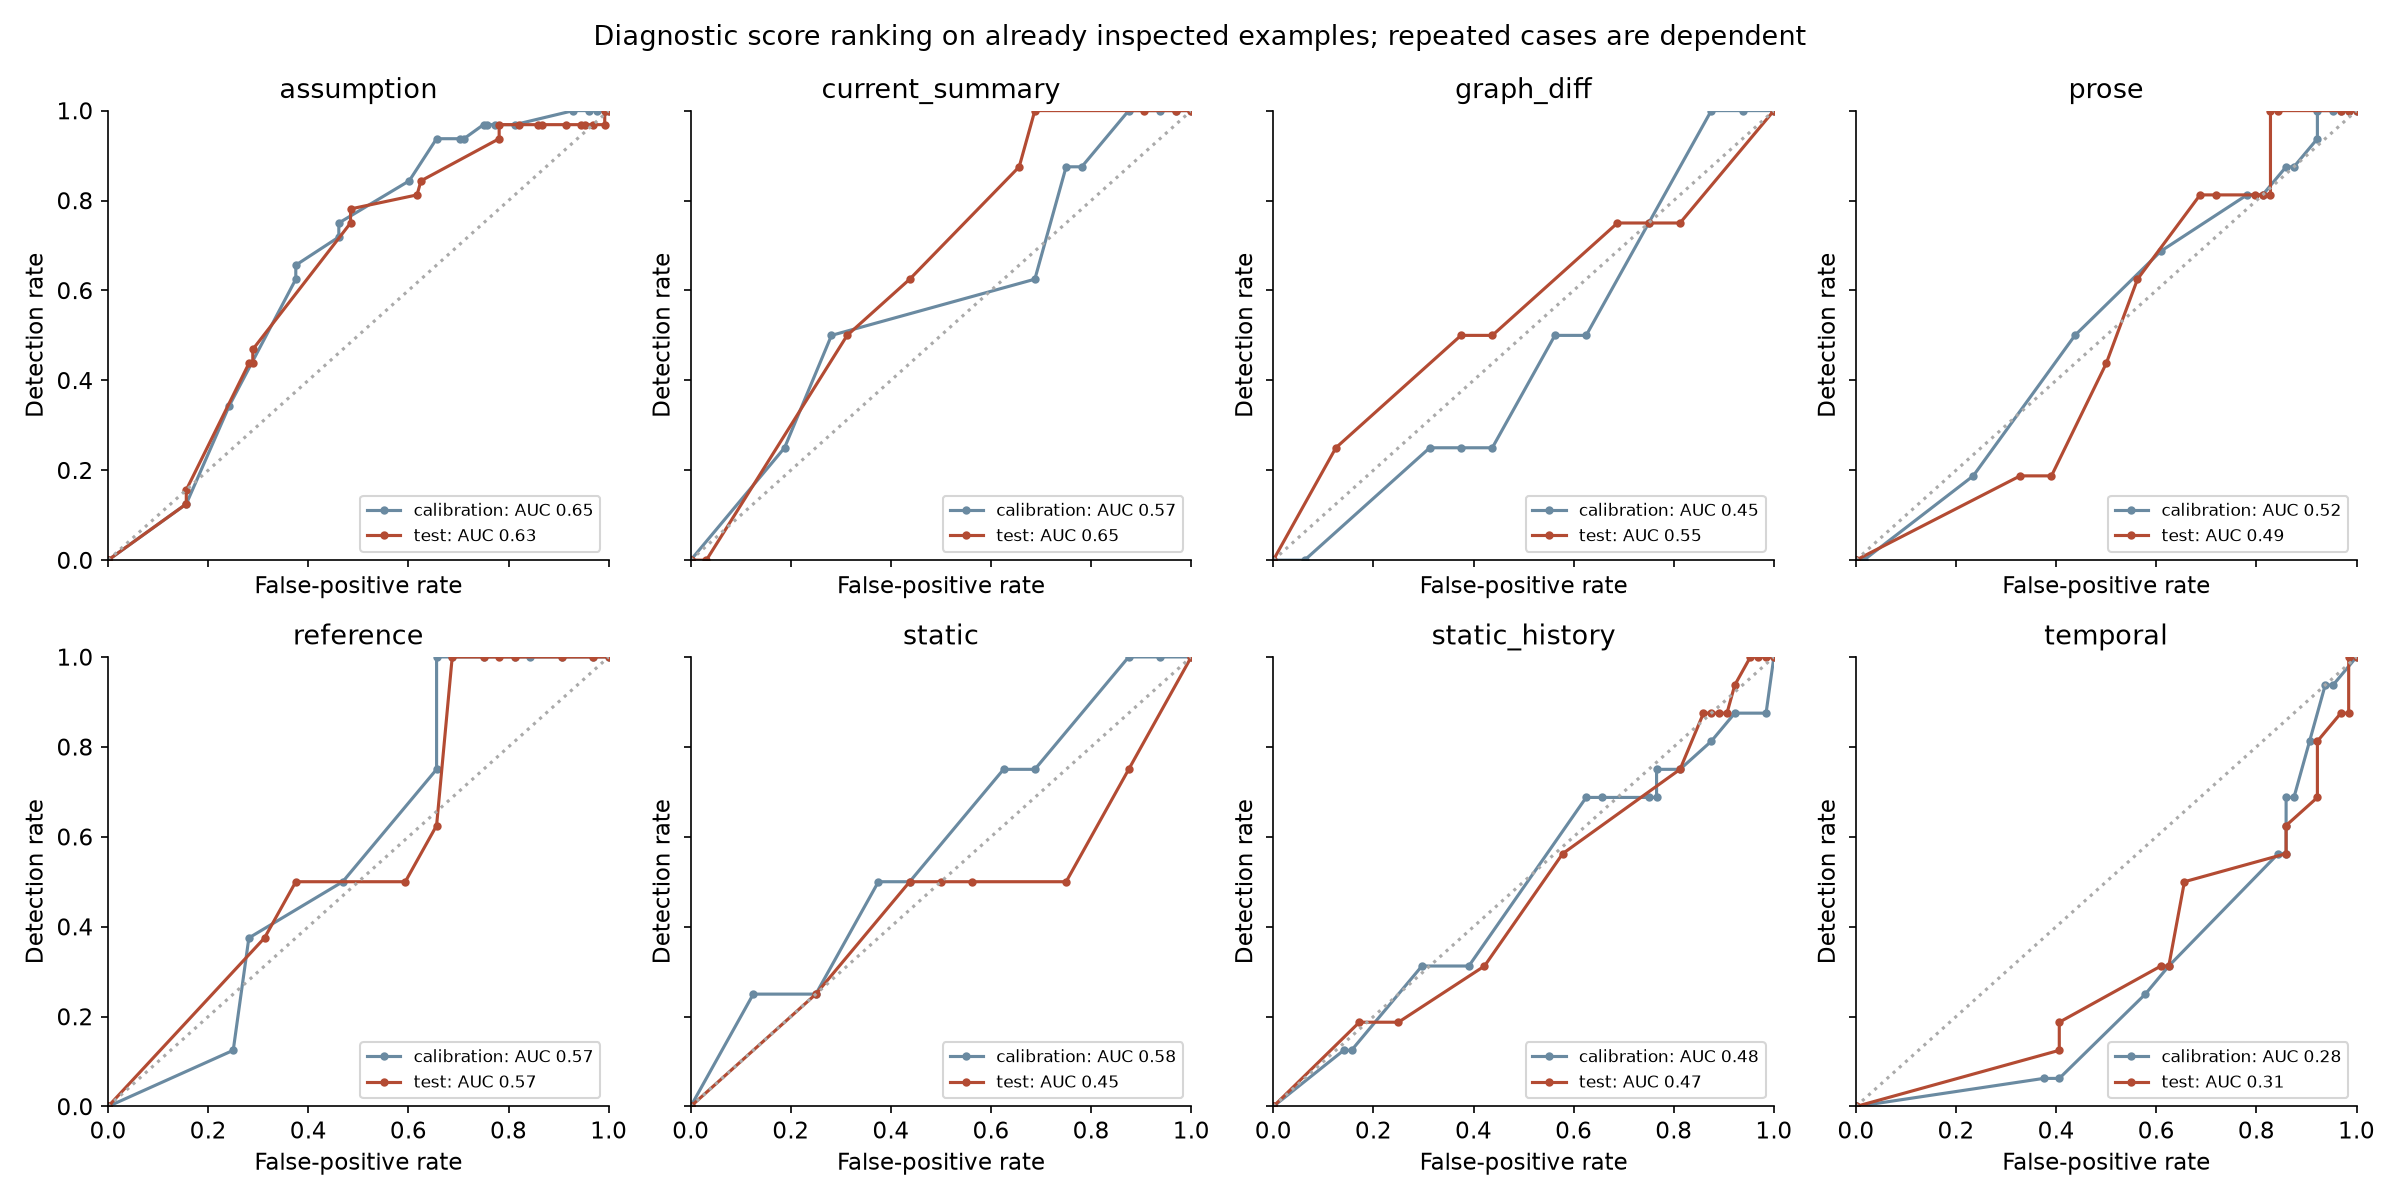 Diagnostic score ranking on already inspected examples; repeated cases are dependent
assumption
1.0
0.8
0.6
0.4
0.2
0.0
Detection rate
calibration: AUC 0.65
test: AUC 0.63
False-positive rate
current_summary
Detection rate
calibration: AUC 0.57
test: AUC 0.65
False-positive rate
graph_diff
Detection rate
calibration: AUC 0.45
test: AUC 0.55
False-positive rate
prose
Detection rate
calibration: AUC 0.52
test: AUC 0.49
False-positive rate
reference
1.0
0.8
0.6
0.4
0.2
0.0
Detection rate
calibration: AUC 0.57
test: AUC 0.57
0.0 0.2 0.4 0.6 0.8 1.0
False-positive rate
static
Detection rate
calibration: AUC 0.58
test: AUC 0.45
0.0 0.2 0.4 0.6 0.8 1.0
False-positive rate
static_history
Detection rate
calibration: AUC 0.48
test: AUC 0.47
0.0 0.2 0.4 0.6 0.8 1.0
False-positive rate
temporal
Detection rate
calibration: AUC 0.28
test: AUC 0.31
0.0 0.2 0.4 0.6 0.8 1.0
False-positive rate